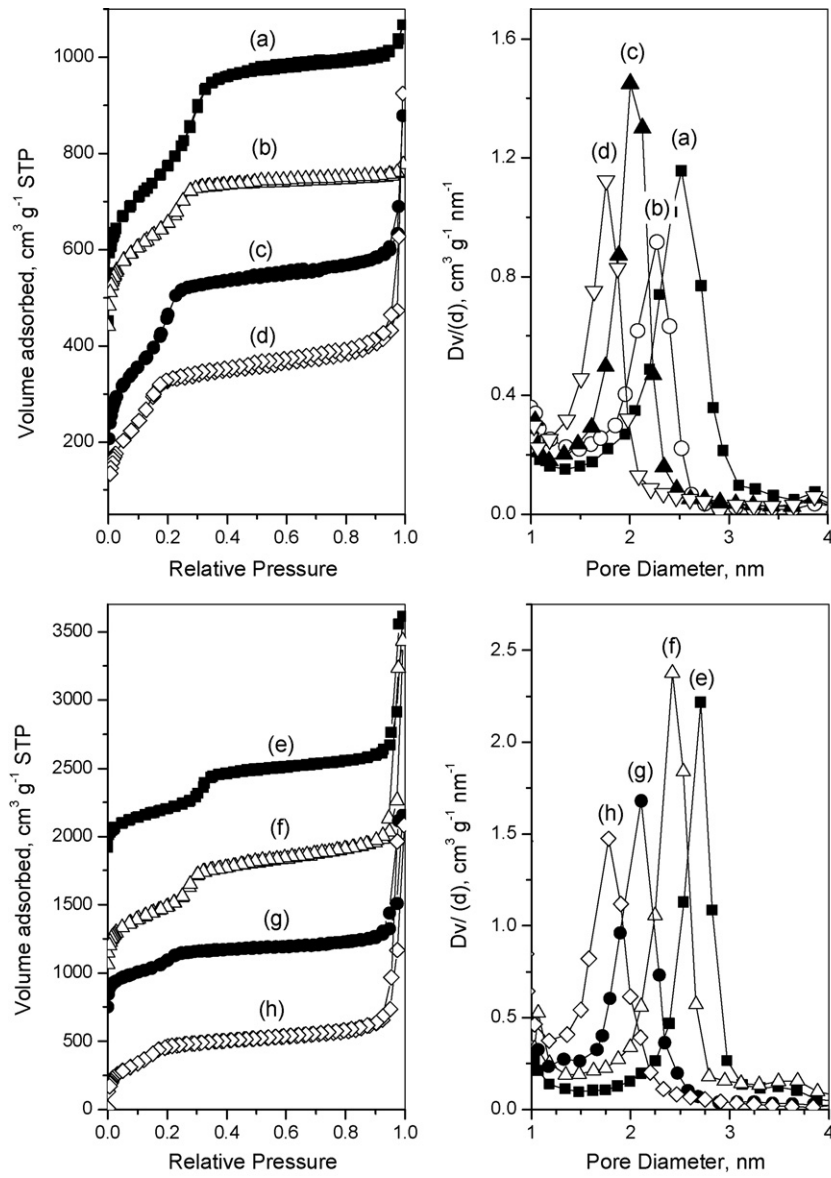 1000
800
600
400
200
Volume adsorbed, cm³ g⁻¹ STP
(a)
(b)
(c)
(d)
0.0 0.2 0.4 0.6 0.8 1.0
Relative Pressure
1.6
1.2
0.8
0.4
0.0
Dv/(d), cm³ g⁻¹ nm⁻¹
(c)
(a)
(d)
(b)
1 2 3 4
Pore Diameter, nm
3500
3000
2500
2000
1500
1000
500
0
Volume adsorbed, cm³ g⁻¹ STP
(e)
(f)
(g)
(h)
0.0 0.2 0.4 0.6 0.8 1.0
Relative Pressure
2.5
2.0
1.5
1.0
0.5
0.0
Dv/ (d), cm³ g⁻¹ nm⁻¹
(f)
(e)
(g)
(h)
1 2 3 4
Pore Diameter, nm